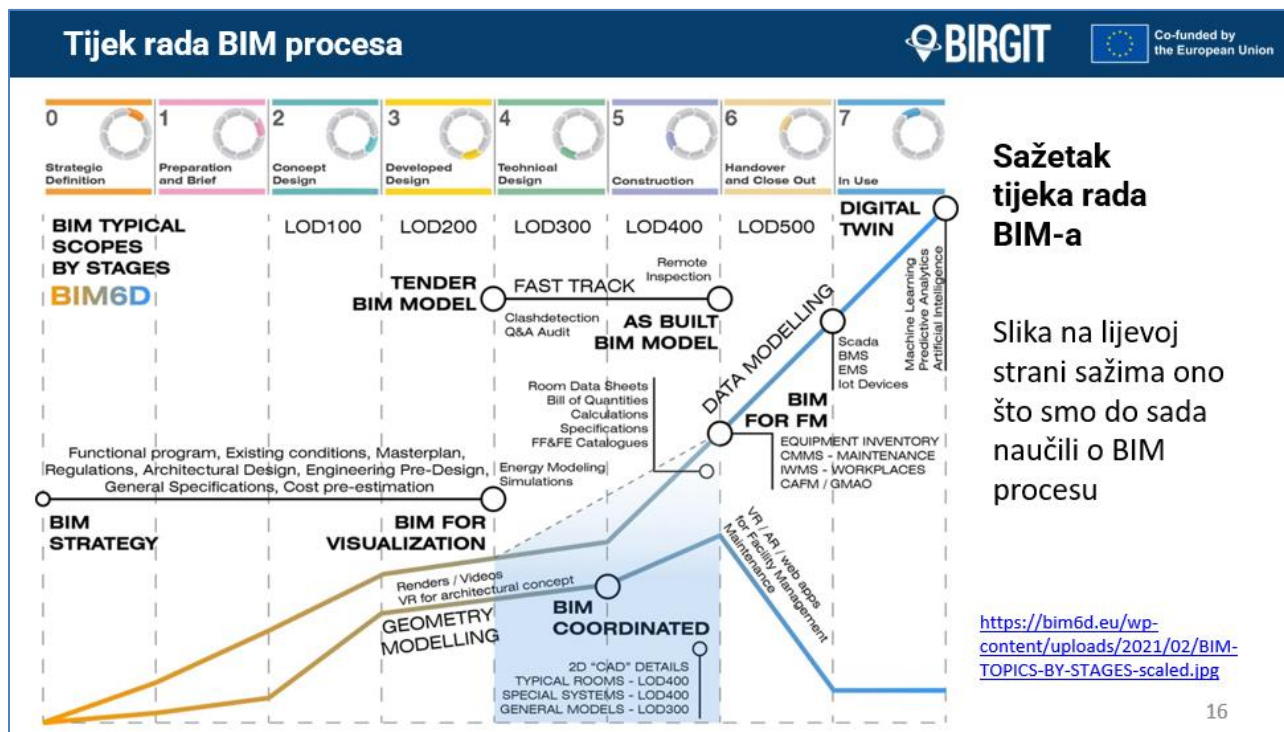 Tijek rada BIM procesa
BIRGIT
Co-funded by
the European Union
0
Strategic
Definition
1
Preparation
and Brief
2
Concept
Design
3
Developed
Design
4
Technical
Design
5
Construction
6
Handover
and Close Out
7
In Use
BIM TYPICAL
SCOPES
BY STAGES
BIM6D
LOD100
LOD200
LOD300
LOD400
LOD500
DIGITAL
TWIN
Machine Learning
Predictive Analytics
Artificial Intelligence
TENDER
BIM MODEL
FAST TRACK
Remote
Inspection
Clashdetection
Q&A Audit
AS BUILT
BIM MODEL
DATA MODELLING
Scada
BMS
EMS
Iot Devices
Room Data Sheets
Bill of Quantities
Calculations
Specifications
FF&FE Catalogues
BIM
FOR FM
EQUIPMENT INVENTORY
CMMS - MAINTENANCE
IWMS - WORKPLACES
CAFM / GMAO
Functional program, Existing conditions, Masterplan,
Regulations, Architectural Design, Engineering Pre-Design,
General Specifications, Cost pre-estimation
Energy Modeling
Simulations
BIM
STRATEGY
BIM FOR
VISUALIZATION
Renders / Videos
VR for architectural concept
GEOMETRY
MODELLING
BIM
COORDINATED
2D "CAD" DETAILS
TYPICAL ROOMS - LOD400
SPECIAL SYSTEMS - LOD400
GENERAL MODELS - LOD300
VR / AR / web apps
for Facility Management
Maintenance
Sažetak
tijeka rada
BIM-a
Slika na lijevoj
strani sažima ono
što smo do sada
naučili o BIM
procesu
https://bim6d.eu/wp-
content/uploads/2021/02/BIM-
TOPICS-BY-STAGES-scaled.jpg
16